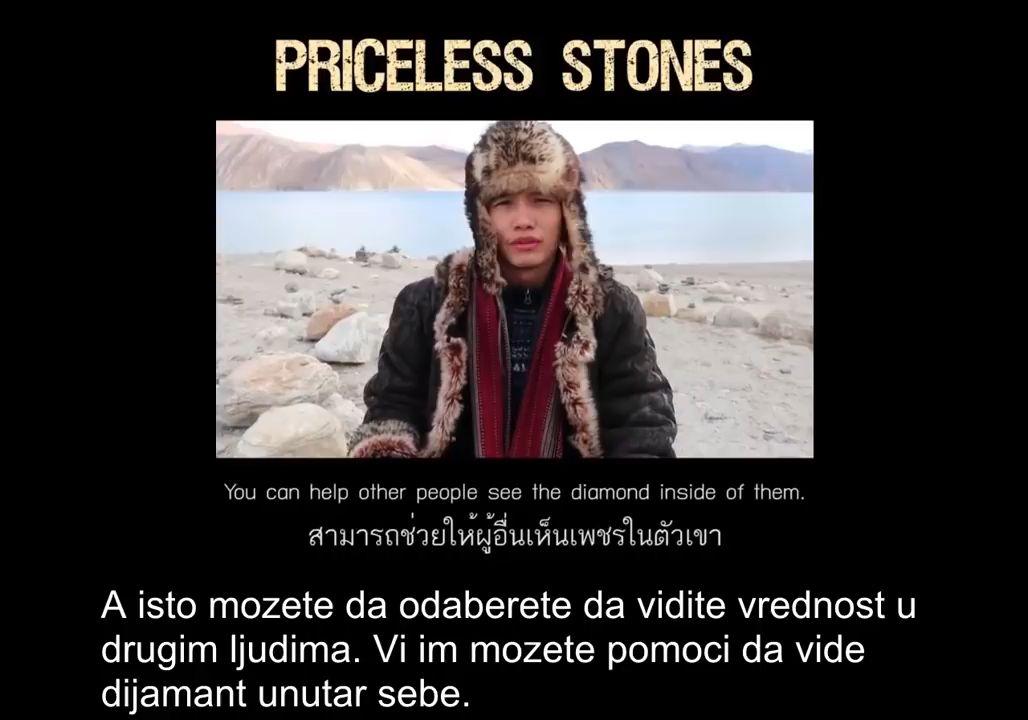 PRICELESS STONES
You can help other people see the diamond inside of them.
สามารถช่วยให้ผู้อื่นเห็นเพชรในตัวเขา
A isto mozete da odaberete da vidite vrednost u
drugim ljudima. Vi im mozete pomoci da vide
dijamant unutar sebe.